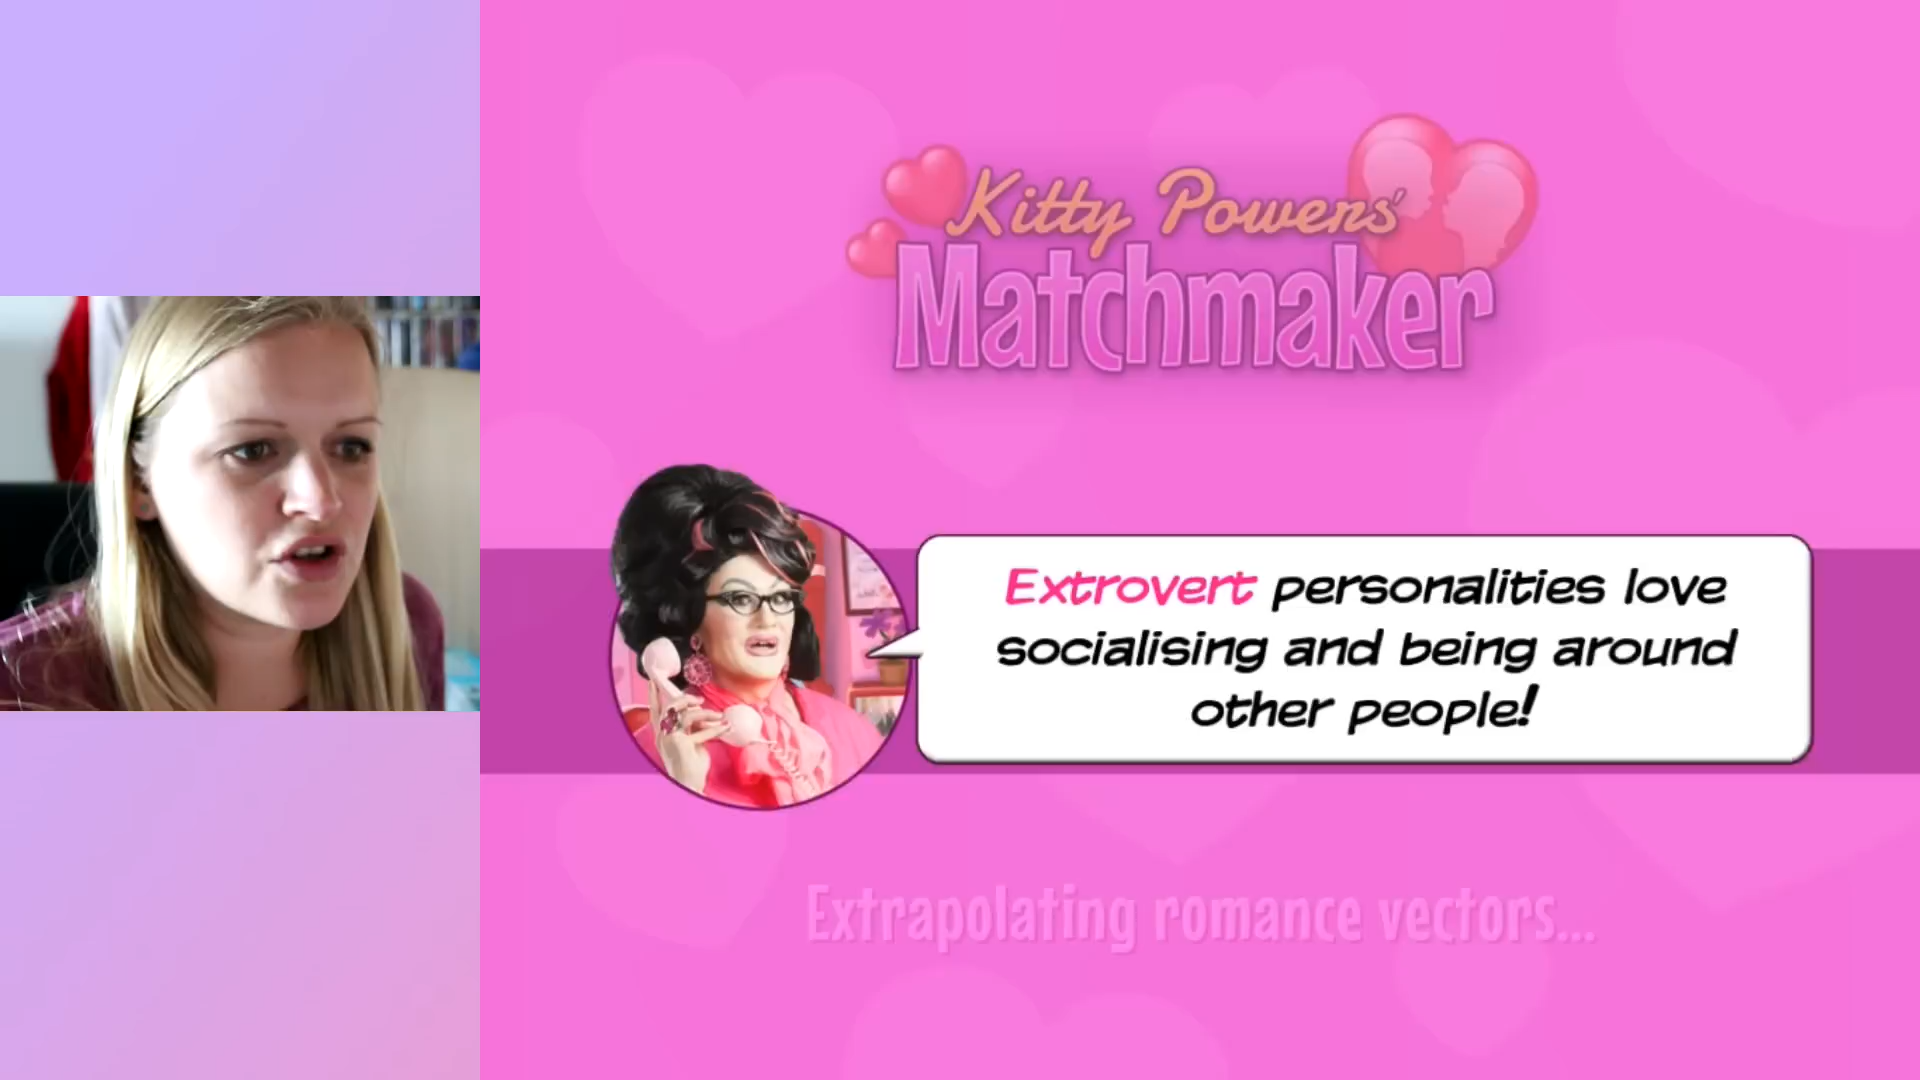 Kitty Powers'
Matchmaker
Extrovert personalities love
socialising and being around
other people!
Extrapolating romance vectors...